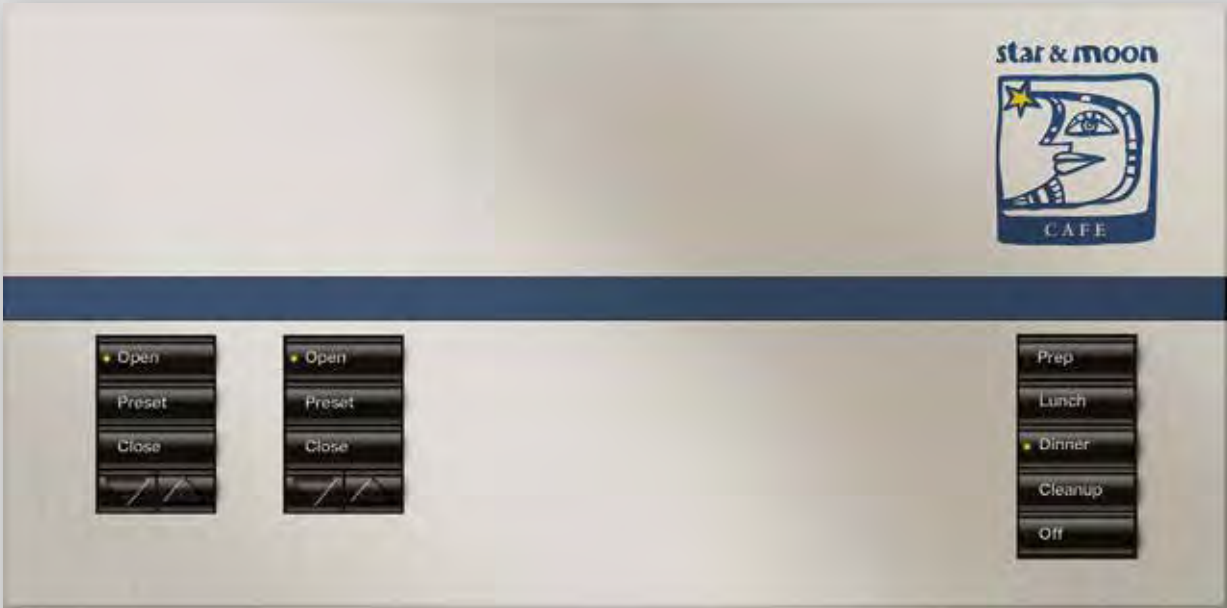 star & moon
CAFE
Open
Preset
Close
Open
Preset
Close
Prep
Lunch
Dinner
Cleanup
Off